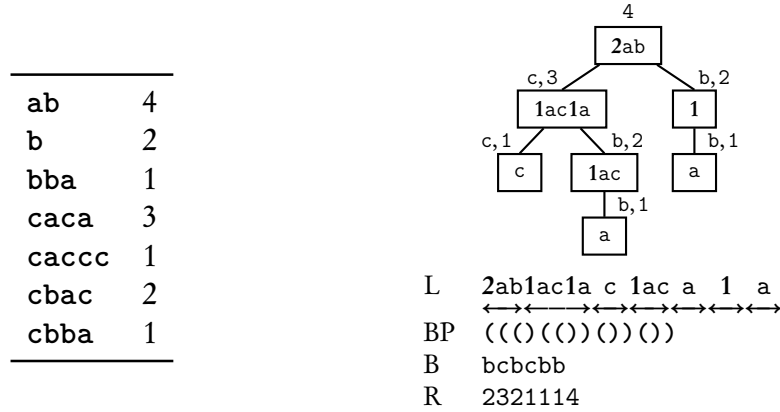 ab 4
b 2
bba 1
caca 3
caccc 1
cbac 2
cbba 1
4
2ab
c,3 b,2
1ac1a 1
c,1 b,2 b,1
c 1ac a
b,1
a
L 2ab1ac1a c 1ac a 1 a
BP ((()(())())())
B bcbcbb
R 2321114